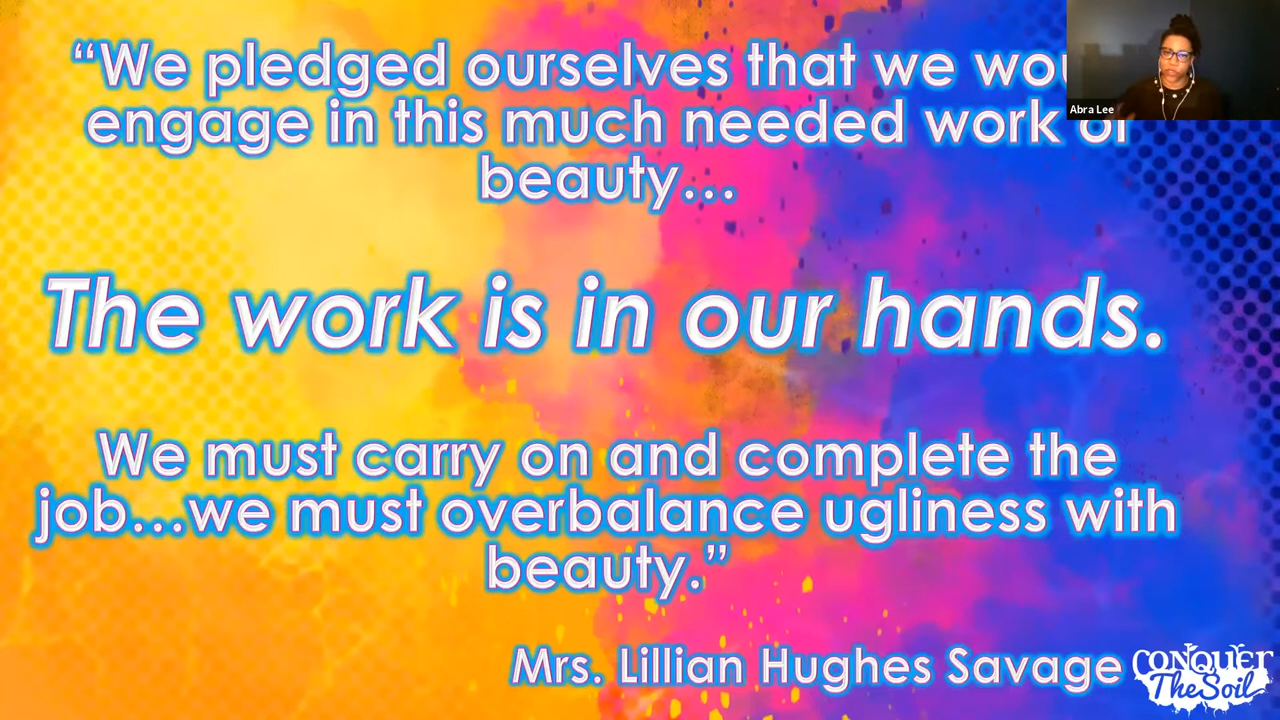 “We pledged ourselves that we
engage in this much needed work of
beauty...
The work is in our hands.
We must carry on and complete the
job...we must overbalance ugliness with
beauty.”
Mrs. Lillian Hughes Savage
CONQUER
The Soil
Abra Lee